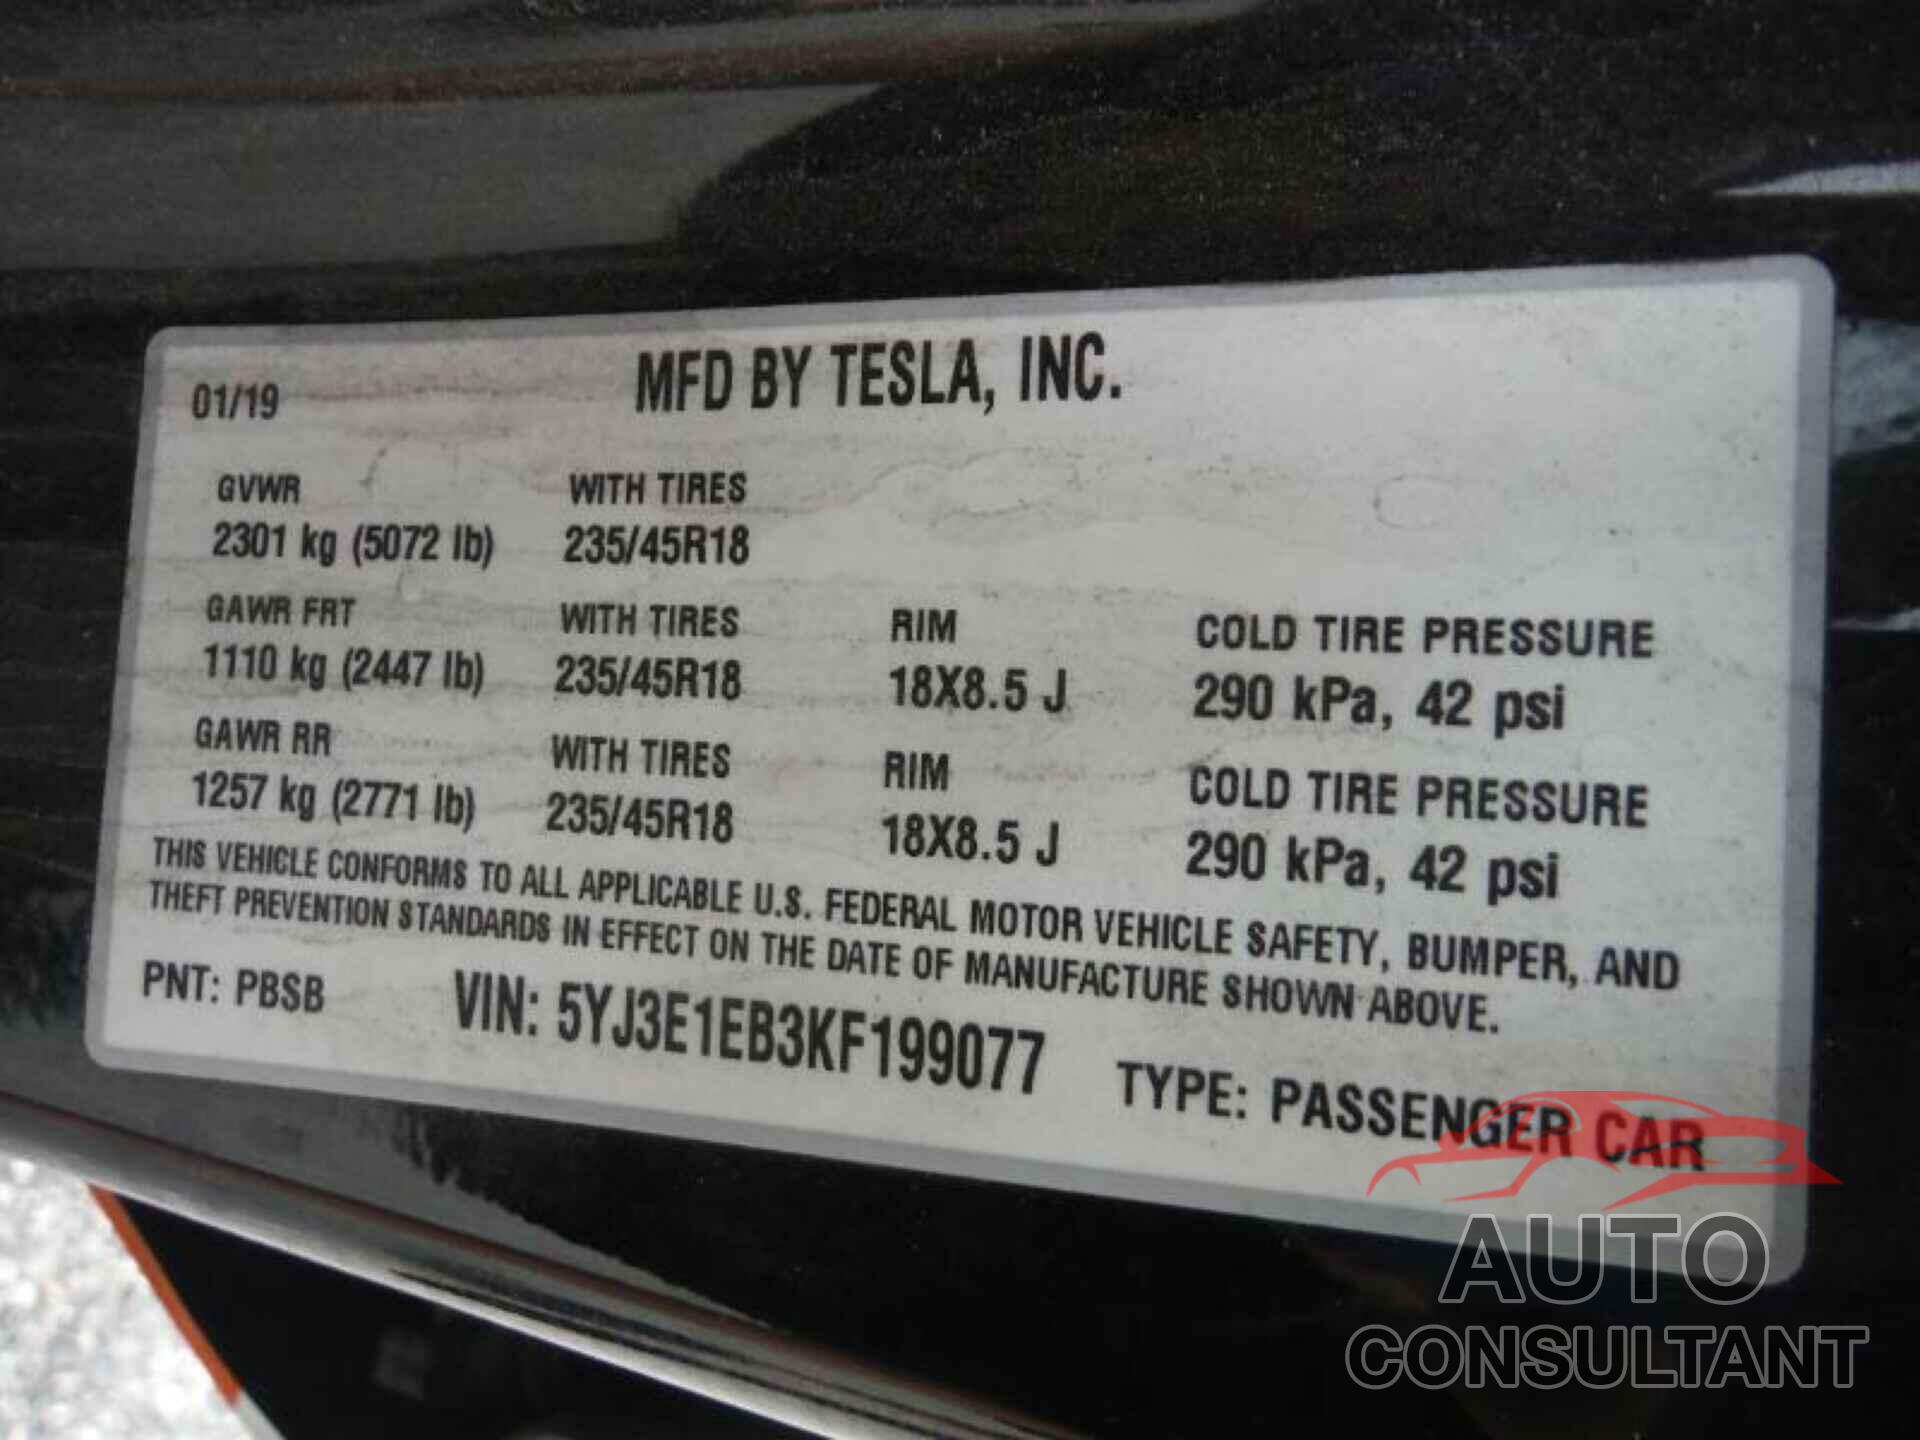 MFD BY TESLA, INC.
01/19
GVWR WITH TIRES
2301 kg (5072 lb) 235/45R18
GAWR FRT WITH TIRES RIM COLD TIRE PRESSURE
1110 kg (2447 lb) 235/45R18 18X8.5 J 290 kPa, 42 psi
GAWR RR WITH TIRES RIM COLD TIRE PRESSURE
1257 kg (2771 lb) 235/45R18 18X8.5 J 290 kPa, 42 psi
THIS VEHICLE CONFORMS TO ALL APPLICABLE U.S. FEDERAL MOTOR VEHICLE SAFETY, BUMPER, AND
THEFT PREVENTION STANDARDS IN EFFECT ON THE DATE OF MANUFACTURE SHOWN ABOVE.
PNT: PBSB VIN: 5YJ3E1EB3KF199077 TYPE: PASSENGER CAR
AUTO
CONSULTANT